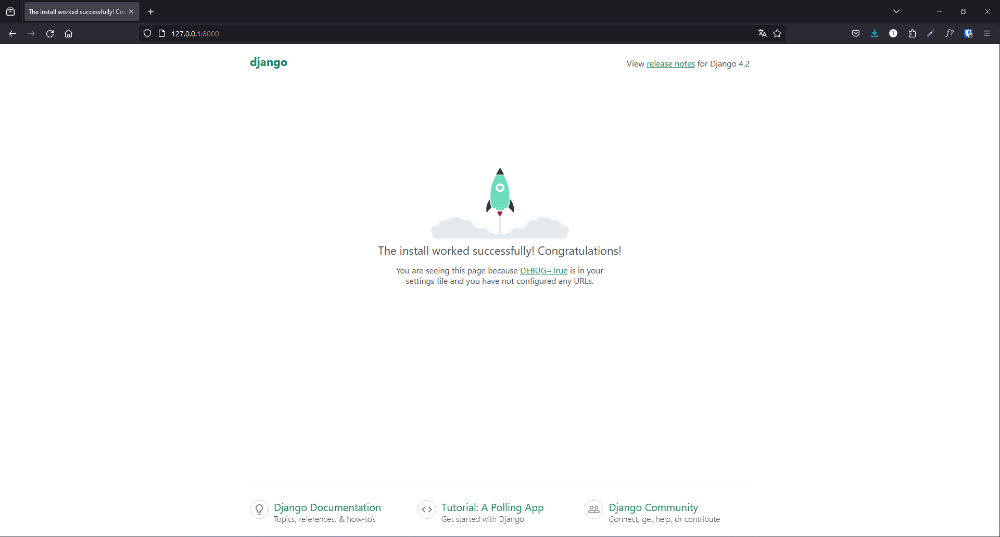 The install worked successfully! Con
127.0.0.1:8000
T
f?
django
View release notes for Django 4.2
The install worked successfully! Congratulations!
You are seeing this page because DEBUG=True is in your
settings file and you have not configured any URLs.
Django Documentation
Topics, references, & how-to's
Tutorial: A Polling App
Get started with Django
Django Community
Connect, get help, or contribute